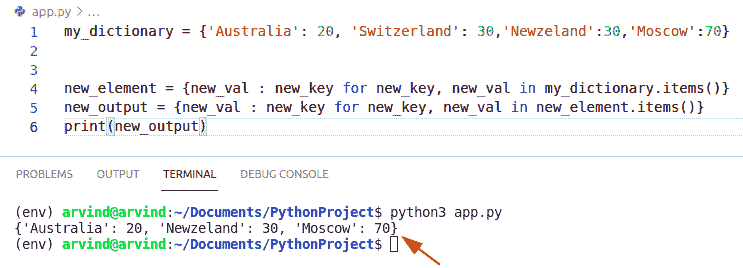 app.py > ...
1 my_dictionary = {'Australia': 20, 'Switzerland': 30,'Newzeland':30,'Moscow':70}
2
3
4 new_element = {new_val : new_key for new_key, new_val in my_dictionary.items()}
5 new_output = {new_val : new_key for new_key, new_val in new_element.items()}
6 print(new_output)
PROBLEMS OUTPUT TERMINAL DEBUG CONSOLE
(env) arvind@arvind:~/Documents/PythonProject$ python3 app.py
{'Australia': 20, 'Newzeland': 30, 'Moscow': 70}
(env) arvind@arvind:~/Documents/PythonProject$